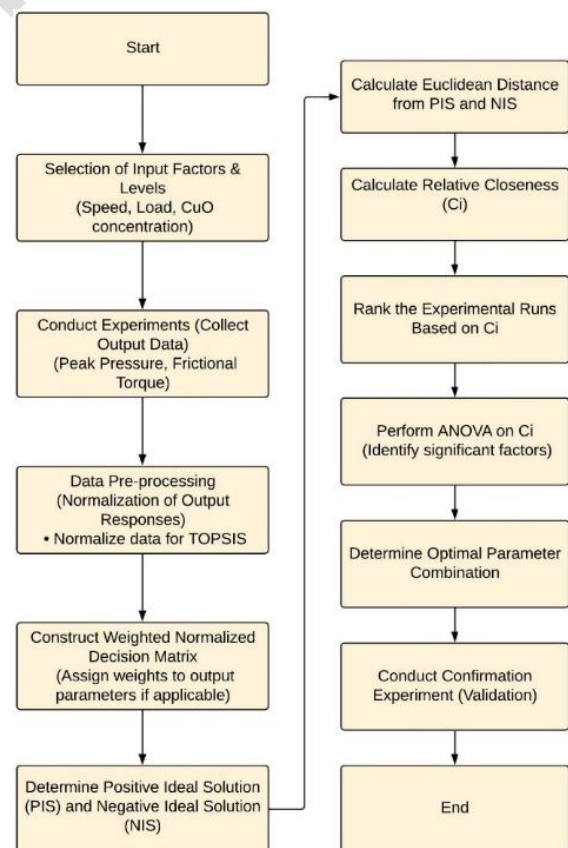 Start
Selection of Input Factors &
Levels
(Speed, Load, CuO
concentration)
Conduct Experiments (Collect
Output Data)
(Peak Pressure, Frictional
Torque)
Data Pre-processing
(Normalization of Output
Responses)
• Normalize data for TOPSIS
Construct Weighted Normalized
Decision Matrix
(Assign weights to output
parameters if applicable)
Determine Positive Ideal Solution
(PIS) and Negative Ideal Solution
(NIS)
Calculate Euclidean Distance
from PIS and NIS
Calculate Relative Closeness
(Ci)
Rank the Experimental Runs
Based on Ci
Perform ANOVA on Ci
(Identify significant factors)
Determine Optimal Parameter
Combination
Conduct Confirmation
Experiment (Validation)
End